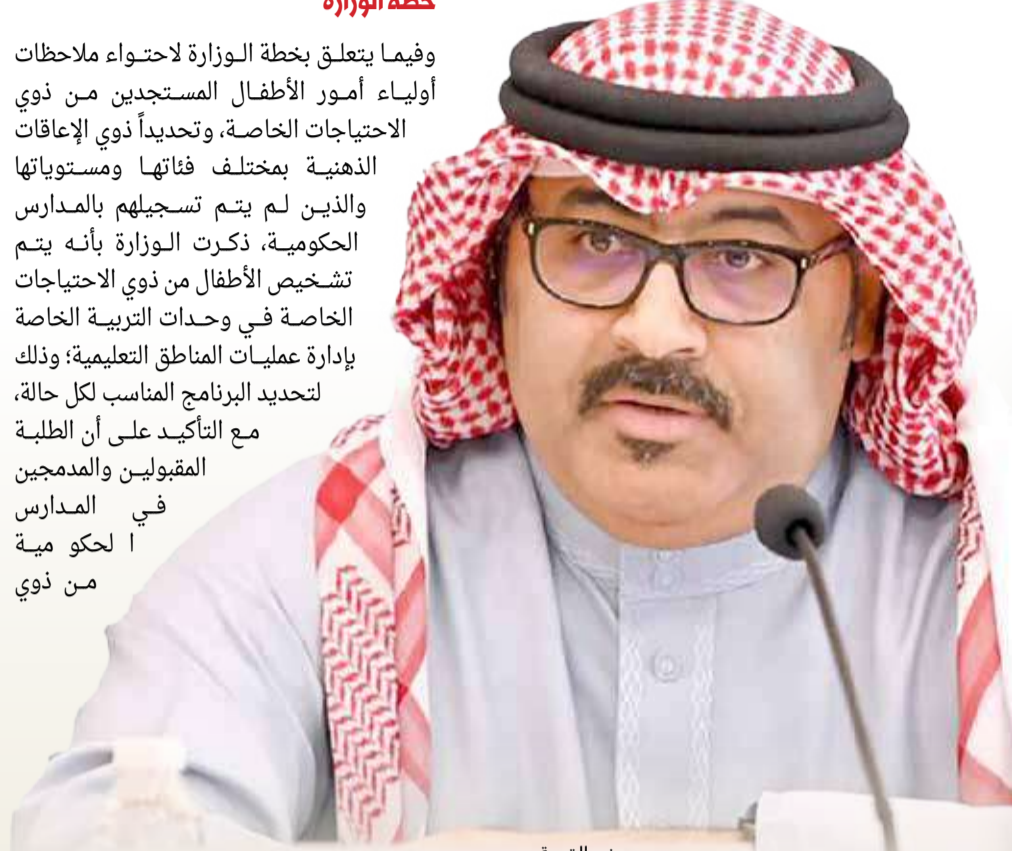 خطة الوزارة
وفيما يتعلق بخطة الوزارة لاحتواء ملاحظات
أولياء أمور الأطفال المستجدين من ذوي
الاحتياجات الخاصة، وتحديداً ذوي الإعاقات
الذهنية بمختلف فئاتها ومستوياتها
والذين لم يتم تسجيلهم بالمدارس
الحكومية، ذكرت الوزارة بأنه يتم
تشخيص الأطفال من ذوي الاحتياجات
الخاصة في وحدات التربية الخاصة
بإدارة عمليات المناطق التعليمية؛ وذلك
لتحديد البرنامج المناسب لكل حالة،
مع التأكيد على أن الطلبة
المقبولين والمدمجين
في المدارس
ا لحكو مية
من ذوي